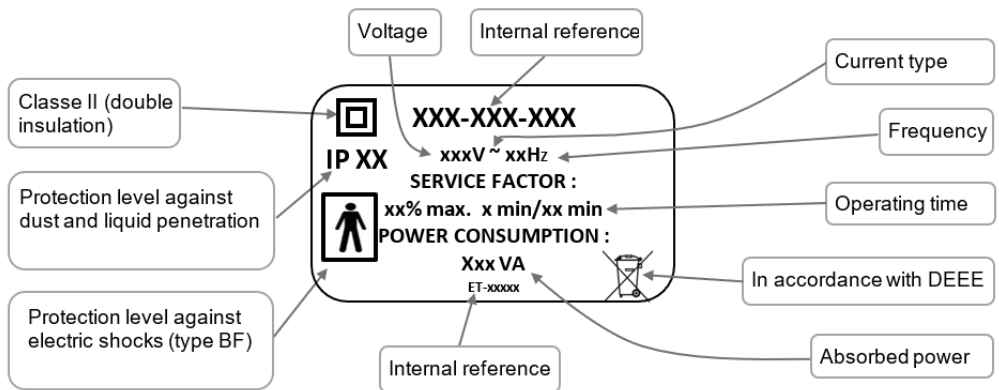 Voltage
Internal reference
Current type
Classe II (double
insulation)
XXX-XXX-XXX
Frequency
IP XX
xxxV ~ xxHz
SERVICE FACTOR :
Protection level against
dust and liquid penetration
xx% max. x min/xx min
Operating time
POWER CONSUMPTION :
Xxx VA
In accordance with DEEE
ET-xxxxx
Protection level against
electric shocks (type BF)
Internal reference
Absorbed power